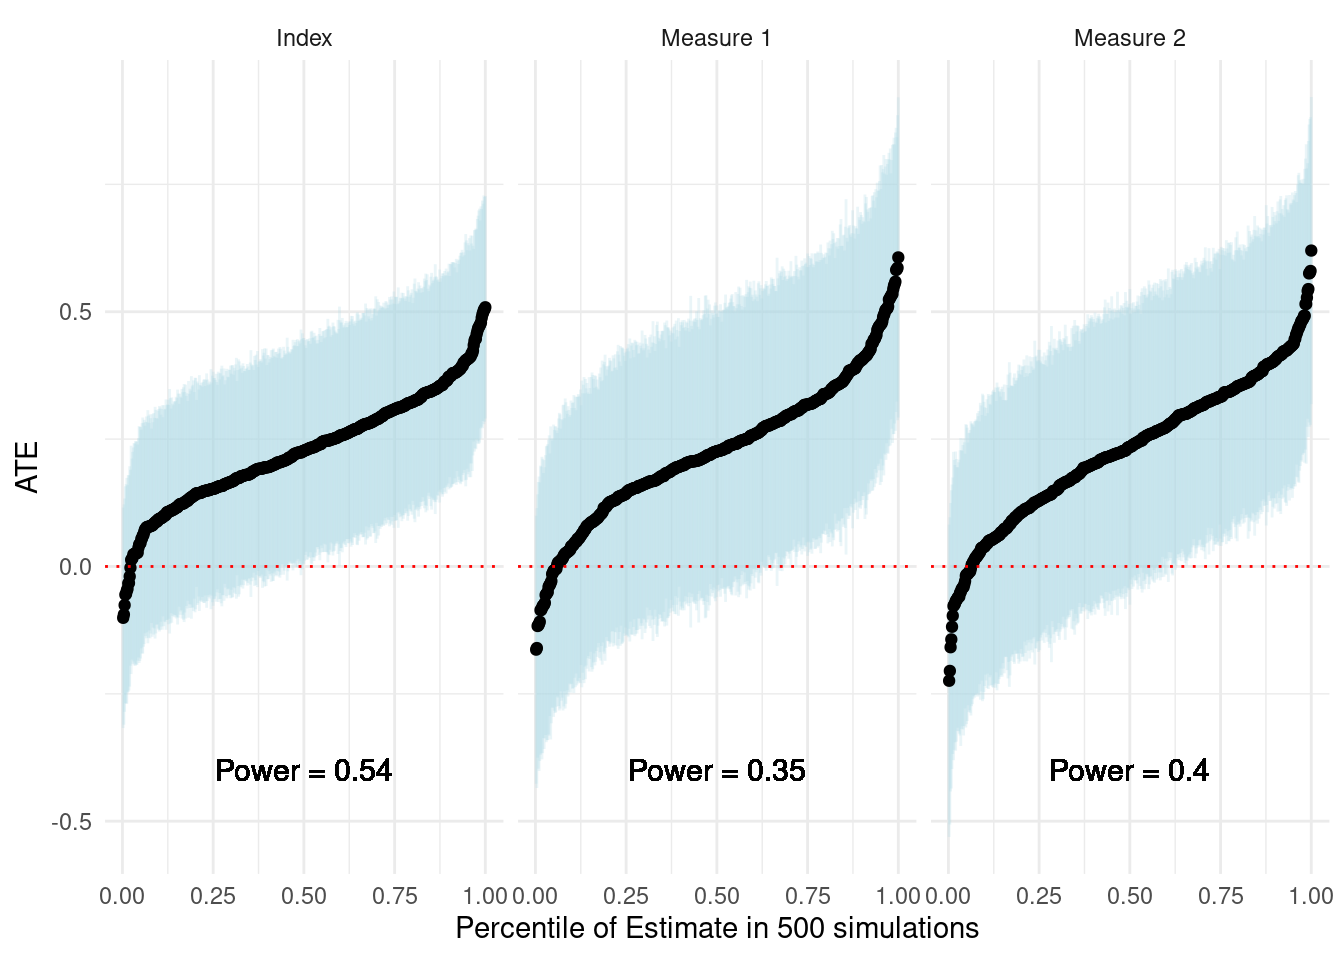 Index
Measure 1
Measure 2
ATE
0.5
0.0
-0.5
Power = 0.54
Power = 0.35
Power = 0.4
0.00 0.25 0.50 0.75 1.00
0.00 0.25 0.50 0.75 1.00
0.00 0.25 0.50 0.75 1.00
Percentile of Estimate in 500 simulations